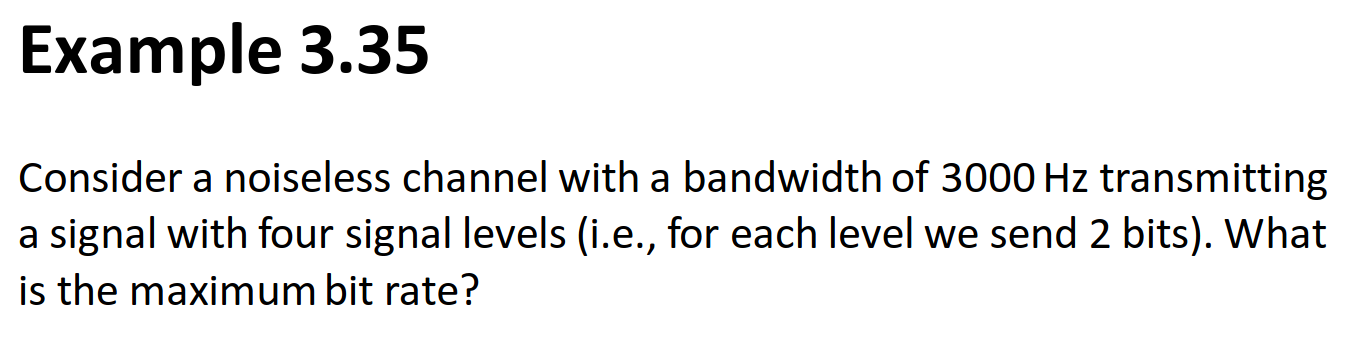 Example 3.35
Consider a noiseless channel with a bandwidth of 3000 Hz transmitting
a signal with four signal levels (i.e., for each level we send 2 bits). What
is the maximum bit rate?